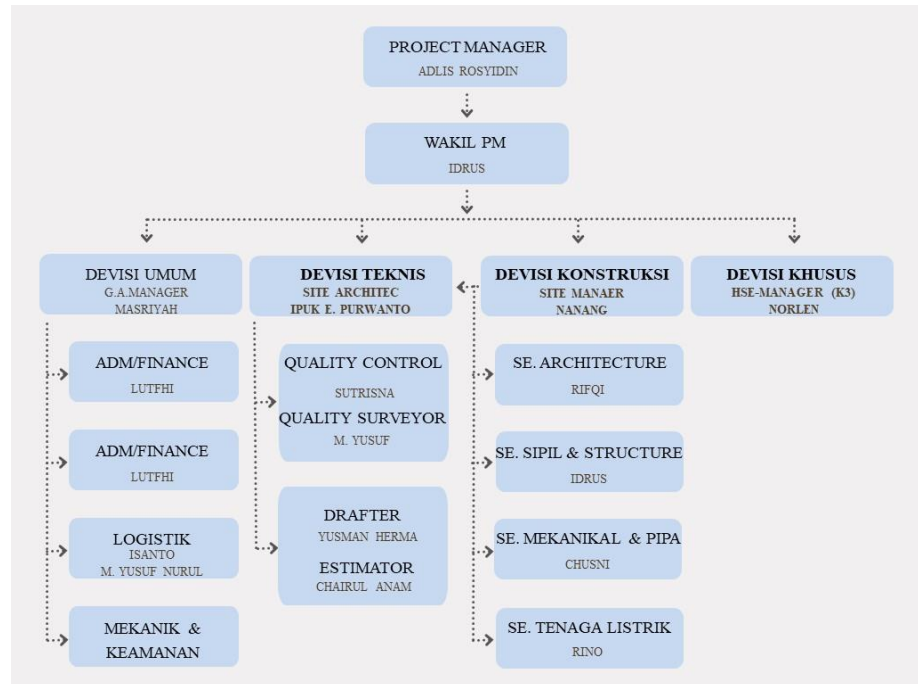 PROJECT MANAGER
ADLIS ROSYIDIN
WAKIL PM
IDRUS
DEVISI UMUM
G.A.MANAGER
MASRIYAH
ADM/FINANCE
LUTFHI
ADM/FINANCE
LUTFHI
LOGISTIK
ISANTO
M. YUSUF NURUL
MEKANIK &
KEAMANAN
DEVISI TEKNIS
SITE ARCHITEC
IPUK E. PURWANTO
QUALITY CONTROL
SUTRISNA
QUALITY SURVEYOR
M. YUSUF
DRAFTER
YUSMAN HERMA
ESTIMATOR
CHAIRUL ANAM
DEVISI KONSTRUKSI
SITE MANAER
NANANG
SE. ARCHITECTURE
RIFQI
SE. SIPIL & STRUCTURE
IDRUS
SE. MEKANIKAL & PIPA
CHUSNI
SE. TENAGA LISTRIK
RINO
DEVISI KHUSUS
HSE-MANAGER (K3)
NORLEN